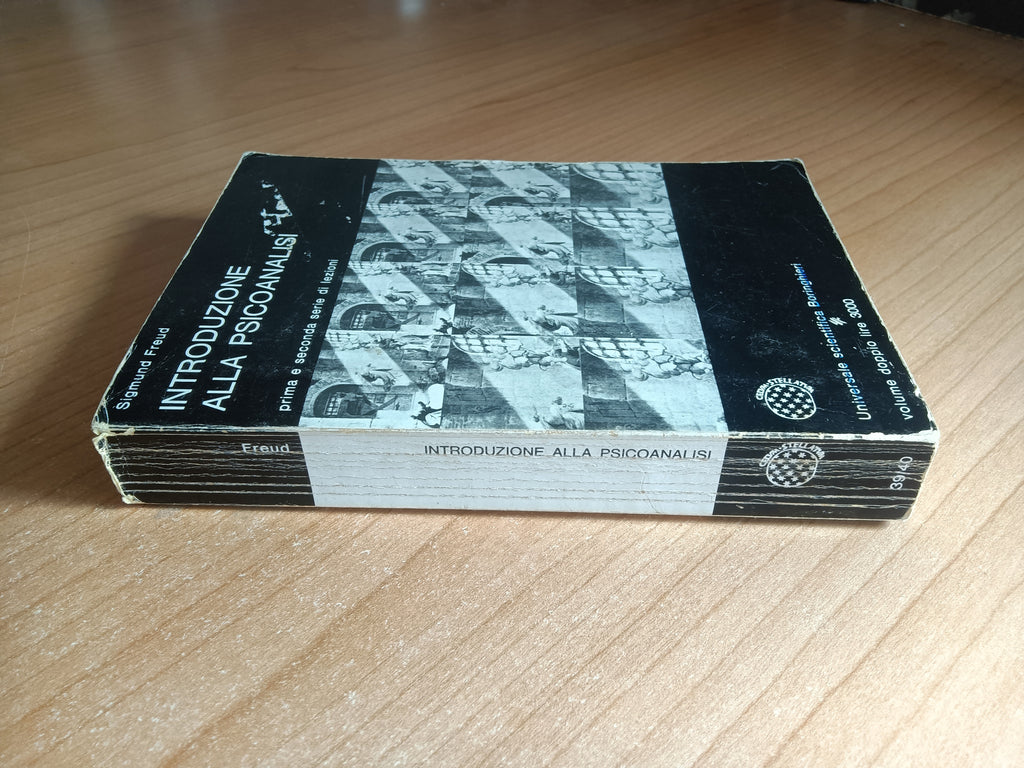 Sigmund Freud
INTRODUZIONE
ALLA PSICOANALISI
prima e seconda serie di lezioni
Universale scientifica Boringhieri
volume doppio lire 3000
Freud
INTRODUZIONE ALLA PSICOANALISI
39/40